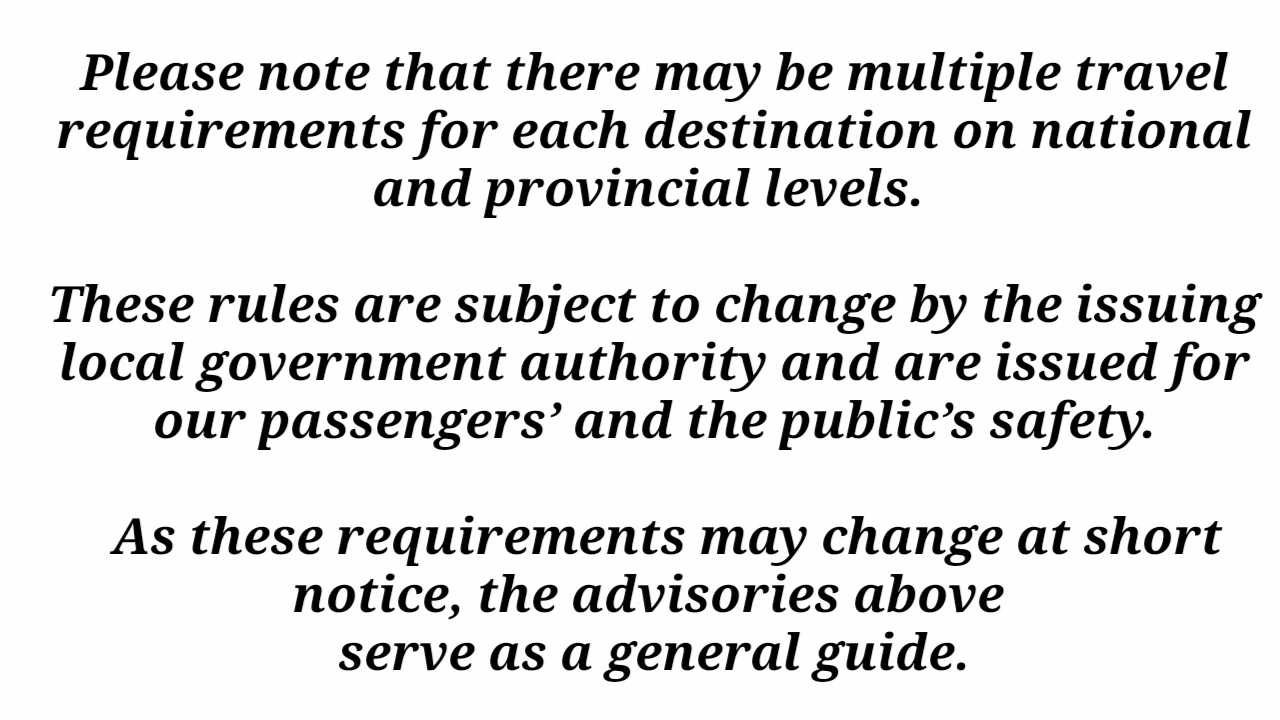 Please note that there may be multiple travel
requirements for each destination on national
and provincial levels.
These rules are subject to change by the issuing
local government authority and are issued for
our passengers’ and the public’s safety.
As these requirements may change at short
notice, the advisories above
serve as a general guide.